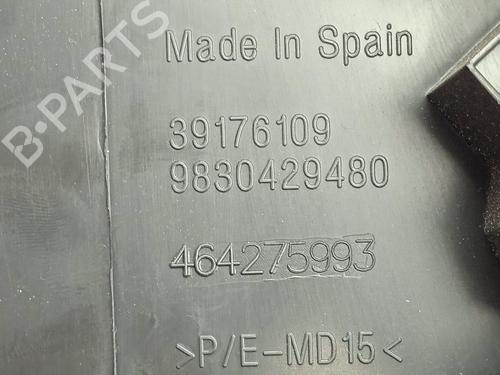 B-PARTS
Made In Spain
39176109
9830429480
464275993
>P/E-MD15<